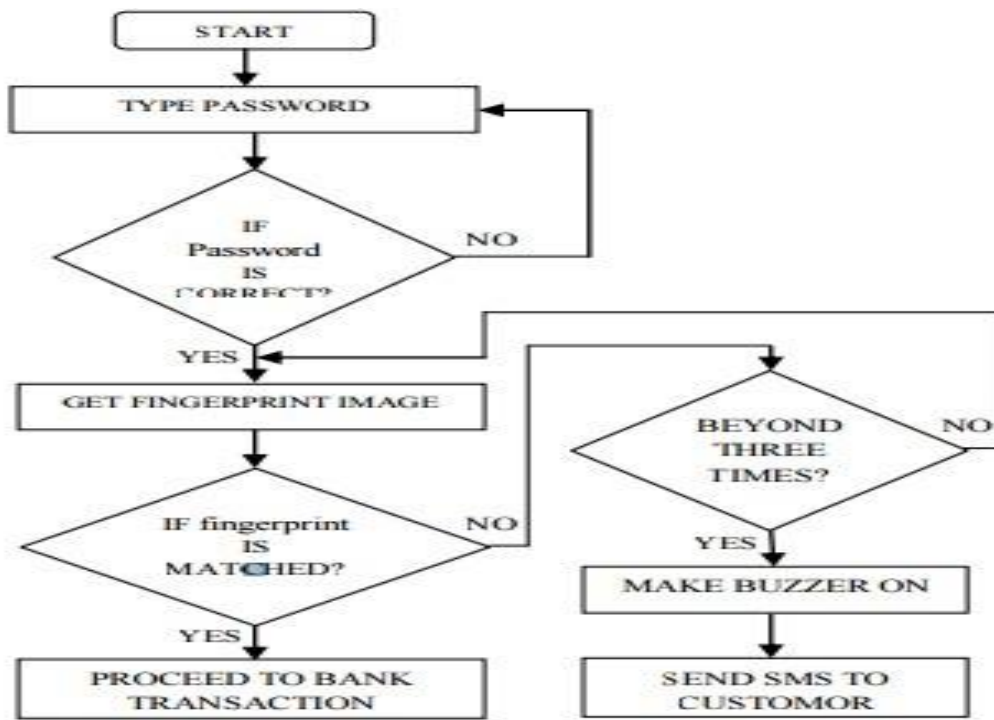 START
TYPE PASSWORD
IF
Password
IS
CORRECT?
NO
YES
GET FINGERPRINT IMAGE
IF fingerprint
IS
MATCHED?
NO
YES
PROCEED TO BANK
TRANSACTION
BEYOND
THREE
TIMES?
NO
YES
MAKE BUZZER ON
SEND SMS TO
CUSTOMOR